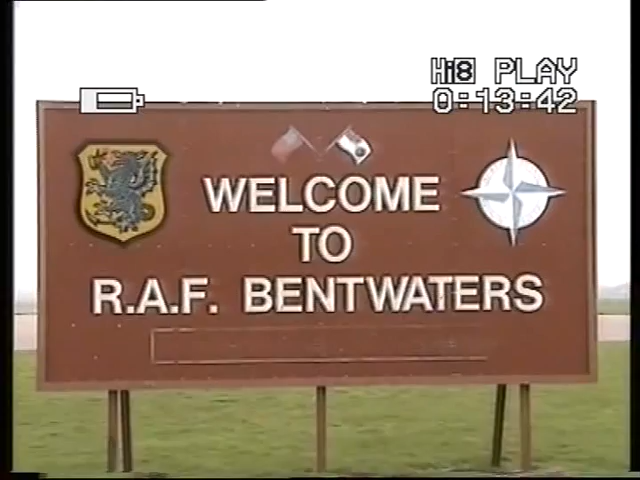 Hi8 PLAY
0:13:42
WELCOME
TO
R.A.F. BENTWATERS